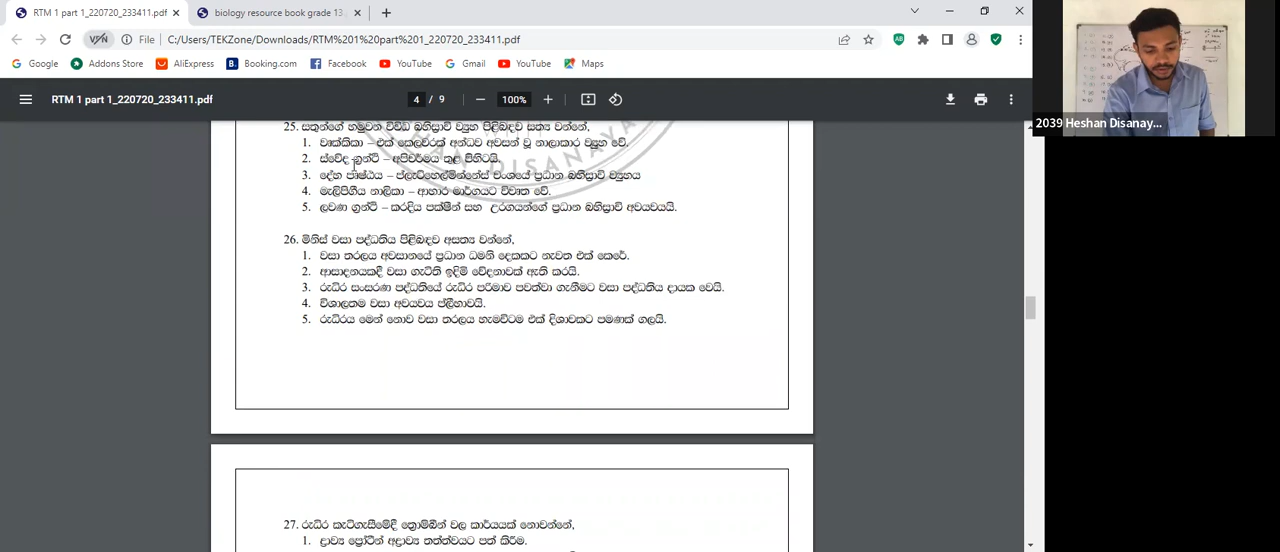 RTM 1 part 1_220720_233411.pdf
biology resource book grade 13
File
C:/Users/TEKZone/Downloads/RTM%201%20part%201_220720_233411.pdf
Google
Addons Store
AliExpress
Booking.com
Facebook
YouTube
Gmail
YouTube
Maps
RTM 1 part 1_220720_233411.pdf
4 / 9
100%
2039 Heshan Disanay...
25. සතුන්ගේ හමුවන විවිධ බහිස්‍රාවී ව්‍යුහ පිළිබඳව සත්‍ය වන්නේ,
1. වෘක්කිකා – එක් කෙලවරක් අන්ධව අවසන් වූ නාලාකාර ව්‍යුහ වේ.
2. ස්වේද ග්‍රන්ථි – අපිචර්මය තුළ පිහිටයි.
3. දේහ පෘෂ්ඨය – ප්ලැටිහෙල්මින්තේස් වංශයේ ප්‍රධාන බහිස්‍රාවී ව්‍යුහය
4. මැල්පිගීය නාලිකා – ආහාර මාර්ගයට විවෘත වේ.
5. ලවණ ග්‍රන්ථි – කරදිය පක්ෂීන් සහ උරගයන්ගේ ප්‍රධාන බහිස්‍රාවී අවයවයයි.
26. මිනිස් වසා පද්ධතිය පිළිබඳව අසත්‍ය වන්නේ,
1. වසා තරලය අවසානයේ ප්‍රධාන ධමනි දෙකකට නැවත එක් කෙරේ.
2. ආසාදනයකදී වසා ගැටිති ඉදිමී වේදනාවක් ඇති කරයි.
3. රුධිර සංසරණ පද්ධතියේ රුධිර පරිමාව පවත්වා ගැනීමට වසා පද්ධතිය දායක වෙයි.
4. විශාලතම වසා අවයවය ප්ලීහාවයි.
5. රුධිරය මෙන් නොව වසා තරලය හැමවිටම එක් දිශාවකට පමණක් ගලයි.
27. රුධිර කැටිගැසීමේදී ත්‍රොම්බින් වල කාර්යයක් නොවන්නේ,
1. ද්‍රාව්‍ය ප්‍රෝටීන් අද්‍රාව්‍ය තත්ත්වයට පත් කිරීම.